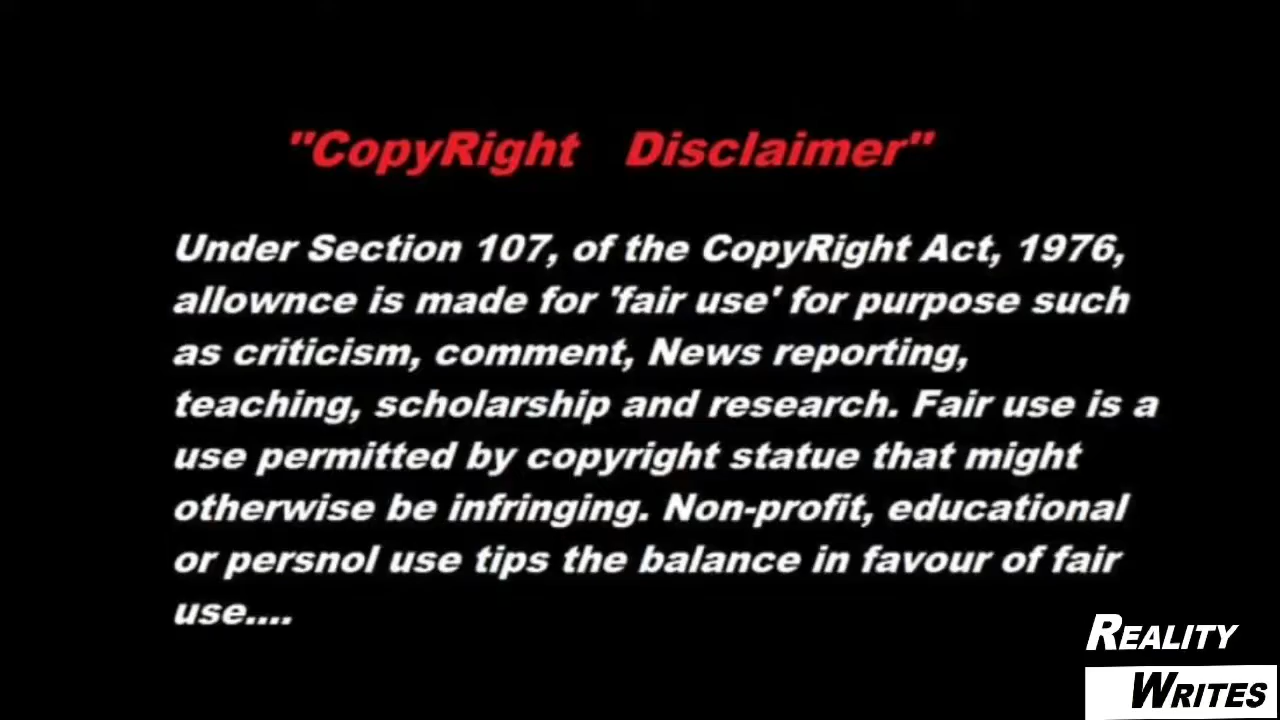 "CopyRight Disclaimer"
Under Section 107, of the CopyRight Act, 1976,
allownce is made for 'fair use' for purpose such
as criticism, comment, News reporting,
teaching, scholarship and research. Fair use is a
use permitted by copyright statue that might
otherwise be infringing. Non-profit, educational
or persnol use tips the balance in favour of fair
use....
REALITY
WRITES